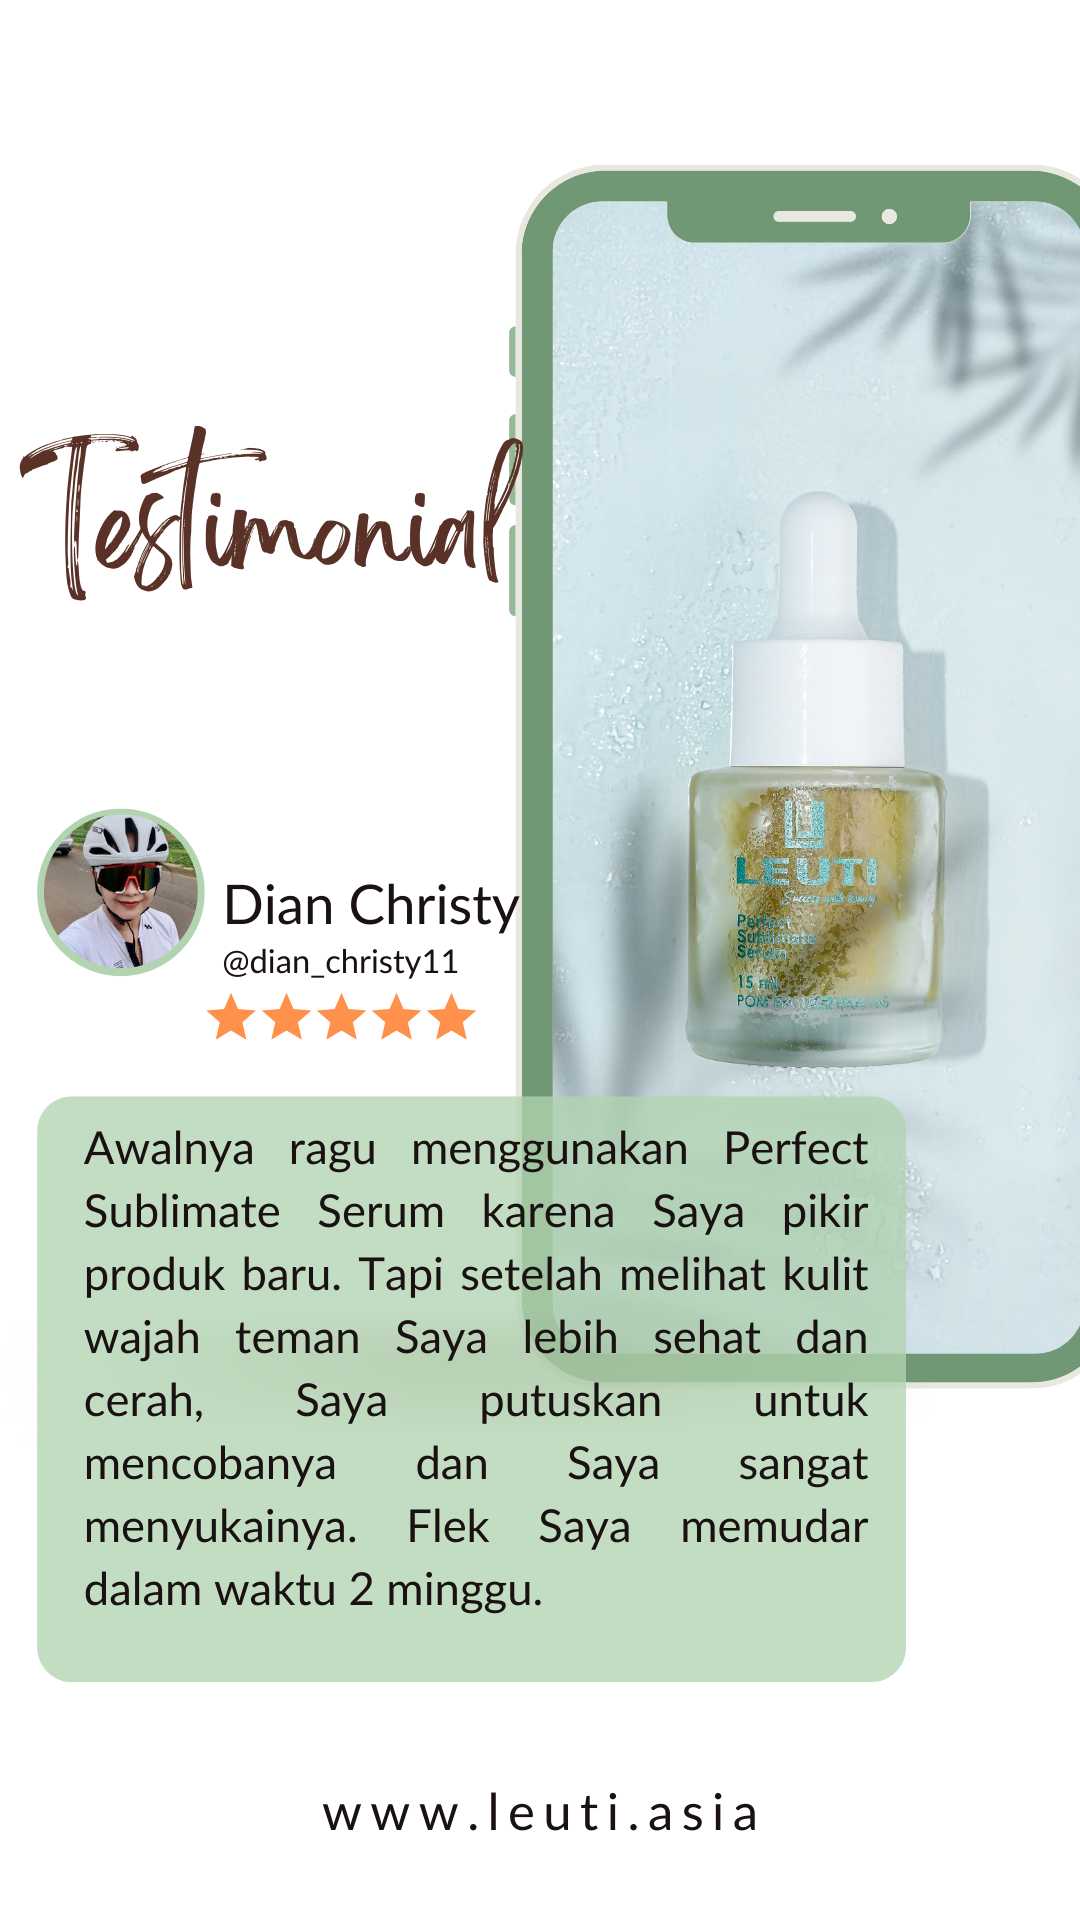 Testimonial
LEUTI
Perfect
Sublimate
Serum
15 ml
Dian Christy
@dian_christy11
Awalnya ragu menggunakan Perfect
Sublimate Serum karena Saya pikir
produk baru. Tapi setelah melihat kulit
wajah teman Saya lebih sehat dan
cerah, Saya putuskan untuk
mencobanya dan Saya sangat
menyukainya. Flek Saya memudar
dalam waktu 2 minggu.
www.leuti.asia